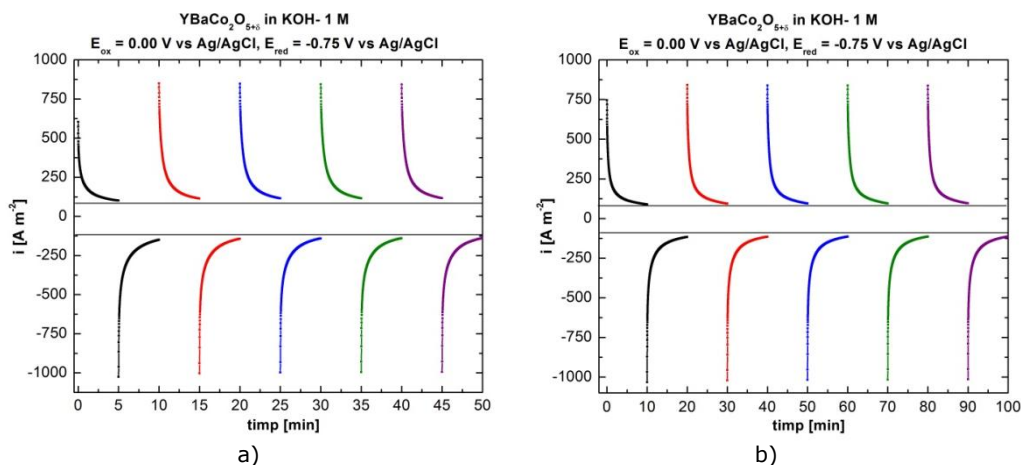 YBaCo₂O₅₊δ in KOH- 1 M
Eox = 0.00 V vs Ag/AgCl, Ered = -0.75 V vs Ag/AgCl
1000
750
500
250
0
-250
-500
-750
-1000
i [A m⁻²]
0 5 10 15 20 25 30 35 40 45 50
timp [min]
a)
YBaCo₂O₅₊δ in KOH- 1 M
Eox = 0.00 V vs Ag/AgCl, Ered = -0.75 V vs Ag/AgCl
1000
750
500
250
0
-250
-500
-750
-1000
i [A m⁻²]
0 10 20 30 40 50 60 70 80 90 100
timp [min]
b)